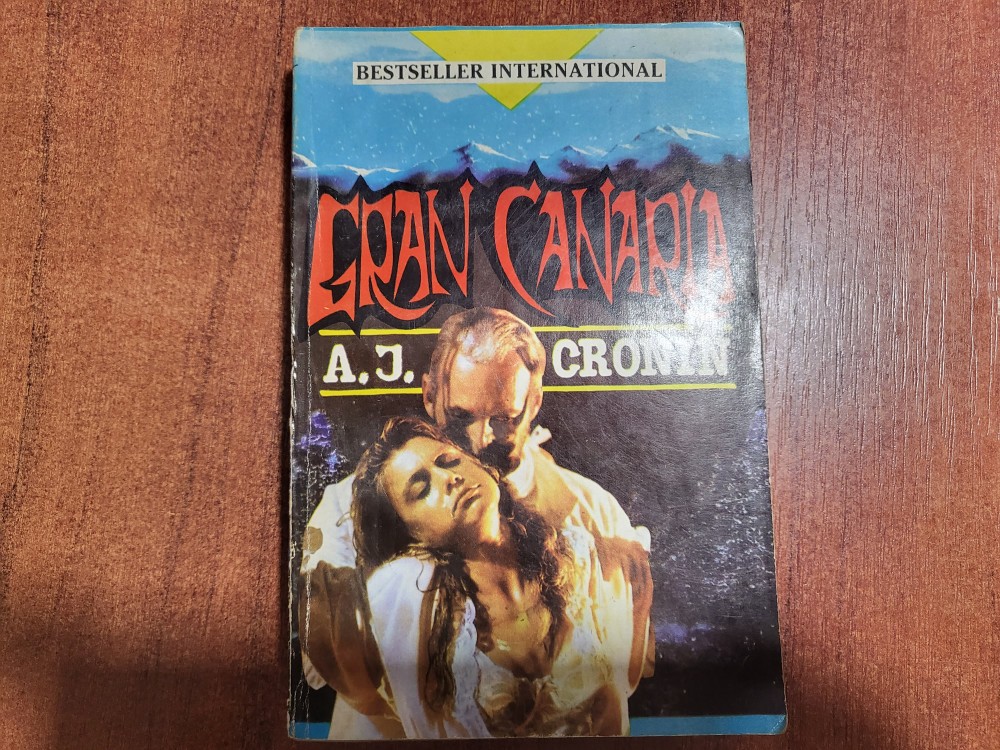 BESTSELLER INTERNATIONAL
GRAN CANARIA
A. J. CRONIN